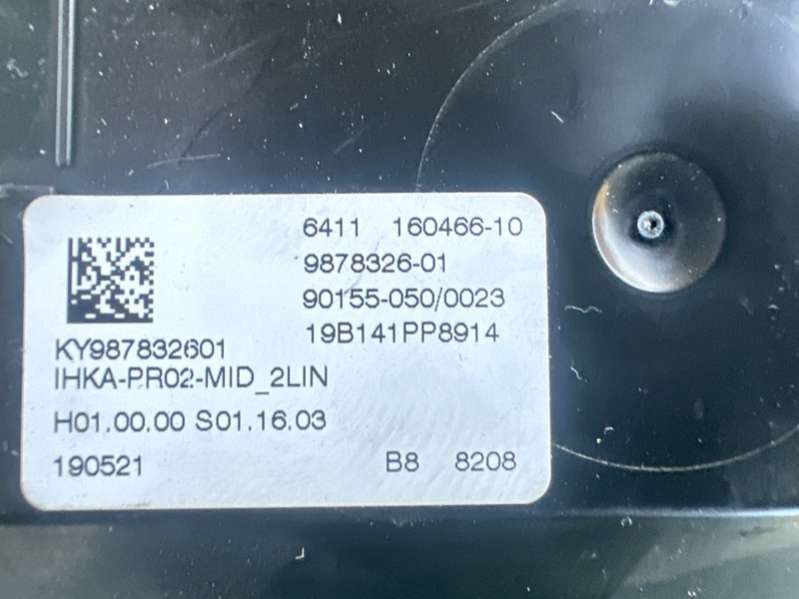 6411 160466-10
9878326-01
90155-050/0023
19B141PP8914
KY987832601
IHKA-PR02-MID_2LIN
H01.00.00 S01.16.03
190521 B8 8208